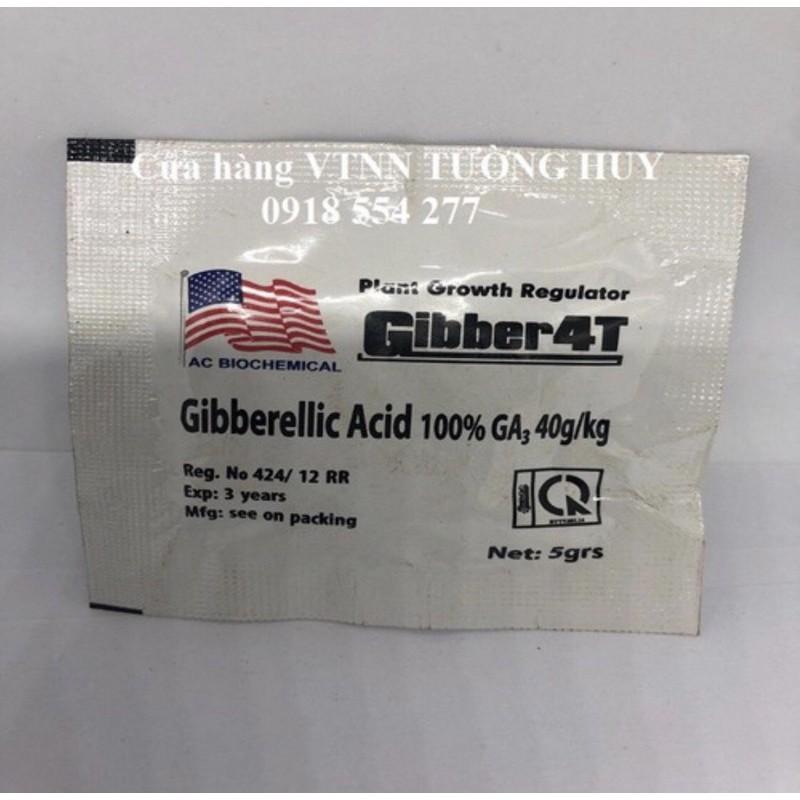 Cửa hàng VTNN TƯỜNG HUY
0918 554 277
Plant Growth Regulator
Gibber4T
AC BIOCHEMICAL
Gibberellic Acid 100% GA₃ 40g/kg
Reg. No 424/ 12 RR
Exp: 3 years
Mfg: see on packing
CR
Net: 5grs